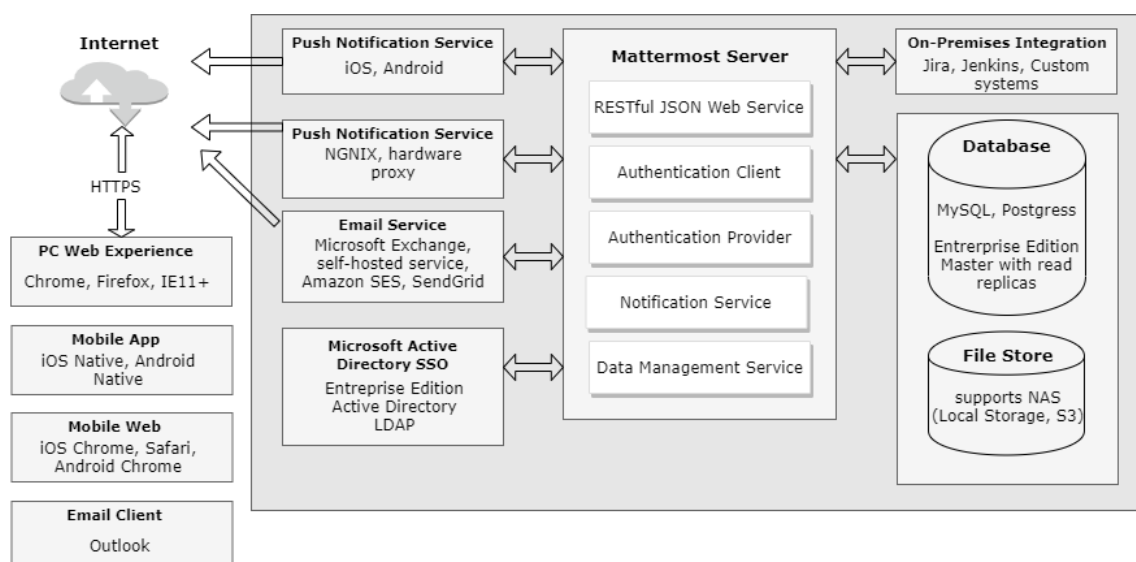 Internet
HTTPS
PC Web Experience
Chrome, Firefox, IE11+
Mobile App
iOS Native, Android
Native
Mobile Web
iOS Chrome, Safari,
Android Chrome
Email Client
Outlook
Push Notification Service
iOS, Android
Push Notification Service
NGNIX, hardware
proxy
Email Service
Microsoft Exchange,
self-hosted service,
Amazon SES, SendGrid
Microsoft Active
Directory SSO
Entreprise Edition
Active Directory
LDAP
Mattermost Server
RESTful JSON Web Service
Authentication Client
Authentication Provider
Notification Service
Data Management Service
On-Premises Integration
Jira, Jenkins, Custom
systems
Database
MySQL, Postgress
Entrerprise Edition
Master with read
replicas
File Store
supports NAS
(Local Storage, S3)